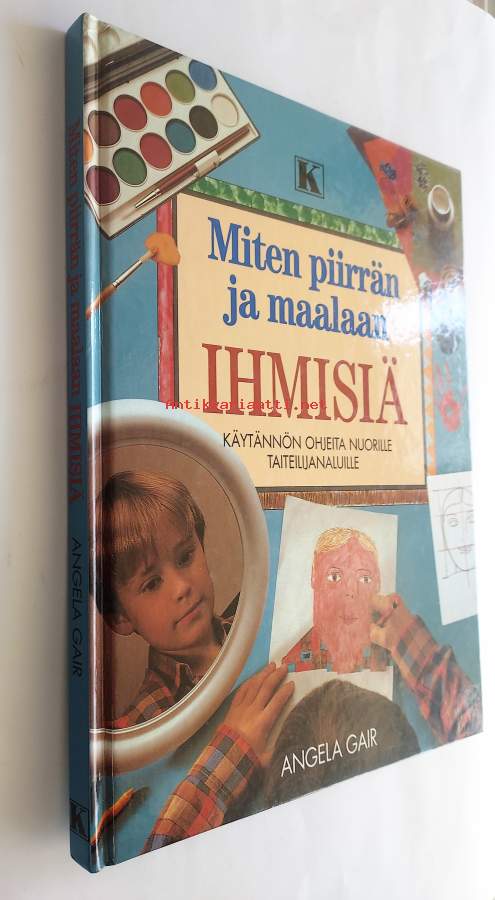 K
Miten piirrän
ja maalaan
IHMISIÄ
Antikvariaatti.net
KÄYTÄNNÖN OHJEITA NUORILLE
TAITEILIJANALUILLE
ANGELA GAIR
Miten piirrän ja maalaan IHMISIÄ
ANGELA GAIR
K